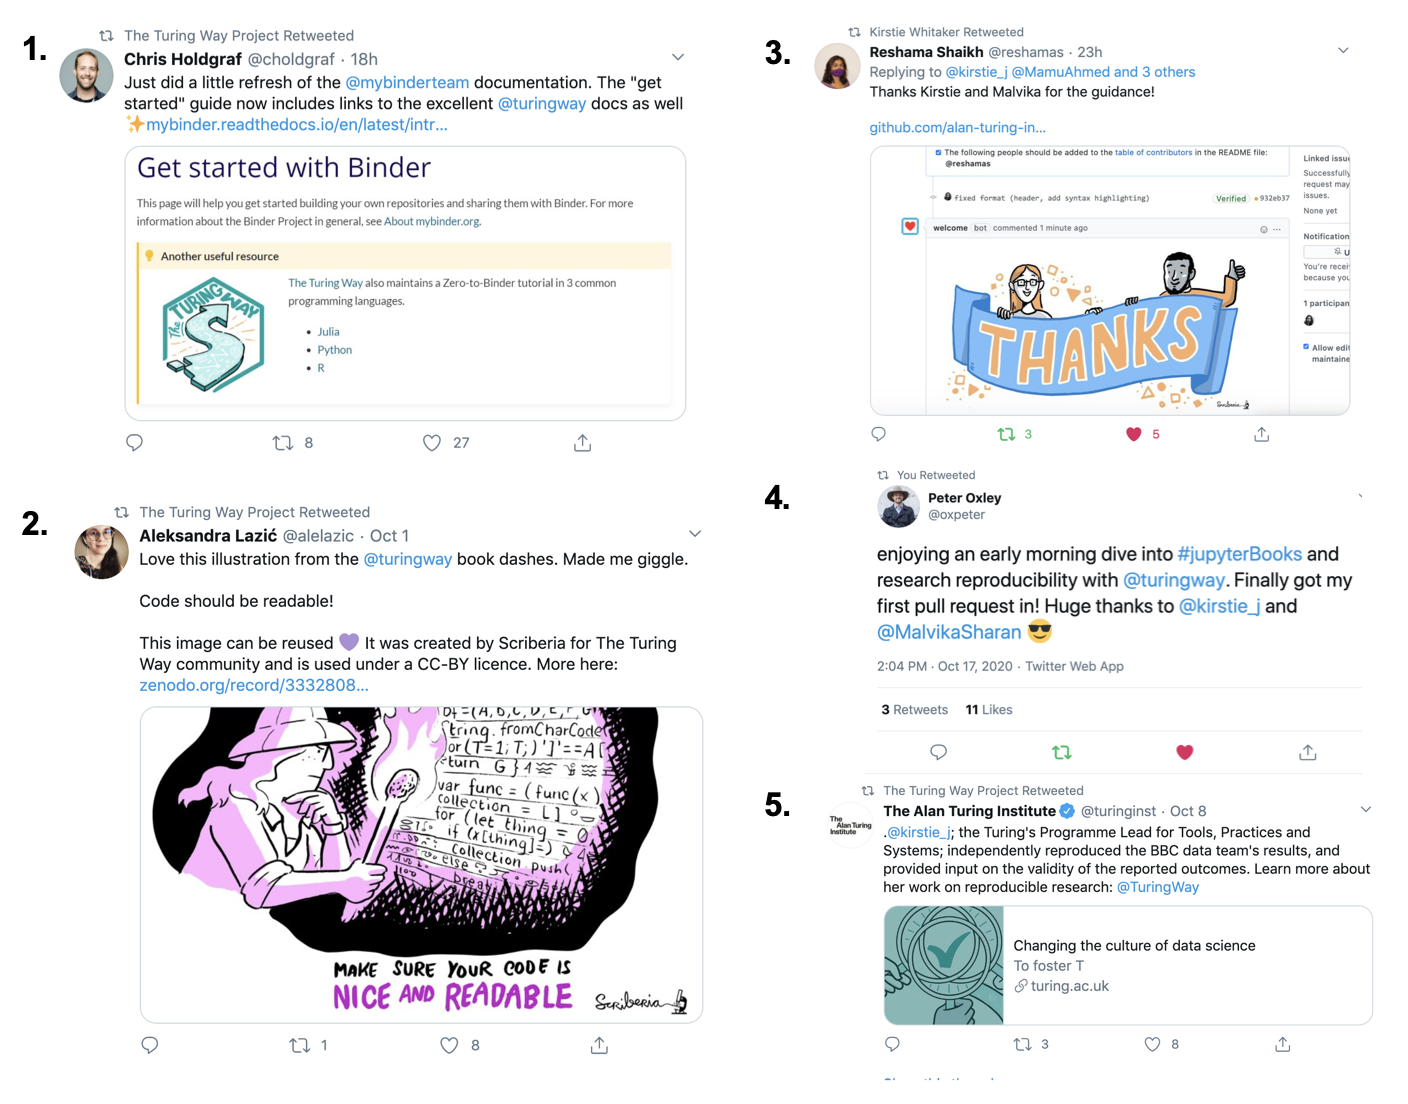 1.
The Turing Way Project Retweeted
Chris Holdgraf @choldgraf · 18h
Just did a little refresh of the @mybinderteam documentation. The "get
started" guide now includes links to the excellent @turingway docs as well
✨mybinder.readthedocs.io/en/latest/intr...
Get started with Binder
This page will help you get started building your own repositories and sharing them with Binder. For more
information about the Binder Project in general, see About mybinder.org.
Another useful resource
The TURING WAY
The Turing Way also maintains a Zero-to-Binder tutorial in 3 common
programming languages.
• Julia
• Python
• R
8
27
2.
The Turing Way Project Retweeted
Aleksandra Lazić @alelazic · Oct 1
Love this illustration from the @turingway book dashes. Made me giggle.
Code should be readable!
This image can be reused 💜 It was created by Scriberia for The Turing
Way community and is used under a CC-BY licence. More here:
zenodo.org/record/3332808...
tring.fromCharCode
or(T=1;T;)']'==A[
eturn G}
var func = (func(x)
collection = [ ]
for (let thing = 0
if (x[thing]=)
collection.push(
else
break
MAKE SURE YOUR CODE IS
NICE AND READABLE
Scriberia
1
8
3.
Kirstie Whitaker Retweeted
Reshama Shaikh @reshamas · 23h
Replying to @kirstie_j @MamuAhmed and 3 others
Thanks Kirstie and Malvika for the guidance!
github.com/alan-turing-in...
The following people should be added to the table of contributors in the README file:
@reshamas
fixed format (header, add syntax highlighting)
Verified
932eb37
welcome bot commented 1 minute ago
THANKS
Scriberia
Linked issu
Successfully
request may
issues.
None yet
Notification
U
You're recei
because you
1 participan
Allow edit
maintaine
3
5
4.
You Retweeted
Peter Oxley
@oxpeter
enjoying an early morning dive into #jupyterBooks and
research reproducibility with @turingway. Finally got my
first pull request in! Huge thanks to @kirstie_j and
@MalvikaSharan 😎
2:04 PM · Oct 17, 2020 · Twitter Web App
3 Retweets 11 Likes
5.
The Turing Way Project Retweeted
The
Alan Turing
Institute
The Alan Turing Institute @turinginst · Oct 8
.@kirstie_j; the Turing's Programme Lead for Tools, Practices and
Systems; independently reproduced the BBC data team's results, and
provided input on the validity of the reported outcomes. Learn more about
her work on reproducible research: @TuringWay
Changing the culture of data science
To foster T
turing.ac.uk
3
8